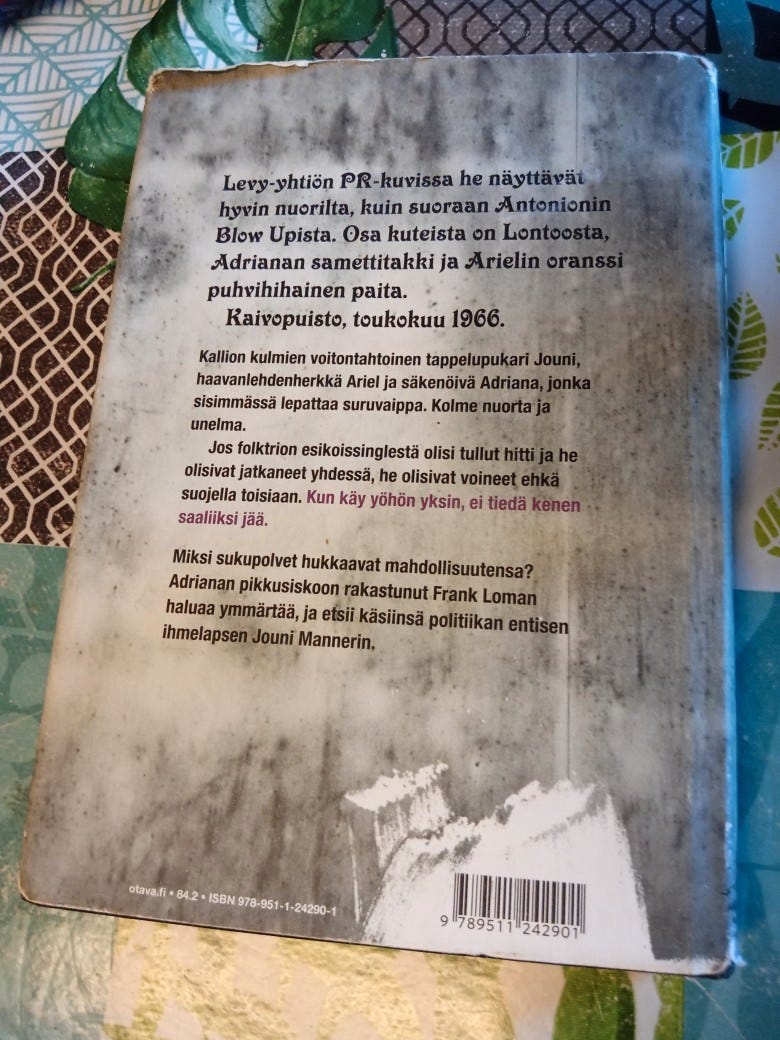 Levy-yhtiön PR-kuvissa he näyttävät
hyvin nuorilta, kuin suoraan Antonionin
Blow Upista. Osa kuteista on Lontoosta,
Adrianan samettitakki ja Arielin oranssi
puhvihihainen paita.
Kaivopuisto, toukokuu 1966.
Kallion kulmien voitontahtoinen tappelupukari Jouni,
haavanlehdenherkkä Ariel ja säkenöivä Adriana, jonka
sisimmässä lepattaa suruvaippa. Kolme nuorta ja
unelma.
Jos folktrion esikoissinglestä olisi tullut hitti ja he
olisivat jatkaneet yhdessä, he olisivat voineet ehkä
suojella toisiaan. Kun käy yöhön yksin, ei tiedä kenen
saaliiksi jää.
Miksi sukupolvet hukkaavat mahdollisuutensa?
Adrianan pikkusiskoon rakastunut Frank Loman
haluaa ymmärtää, ja etsii käsiinsä politiikan entisen
ihmelapsen Jouni Mannerin.
otava.fi • 84.2 • ISBN 978-951-1-24290-1
9 789511 242901